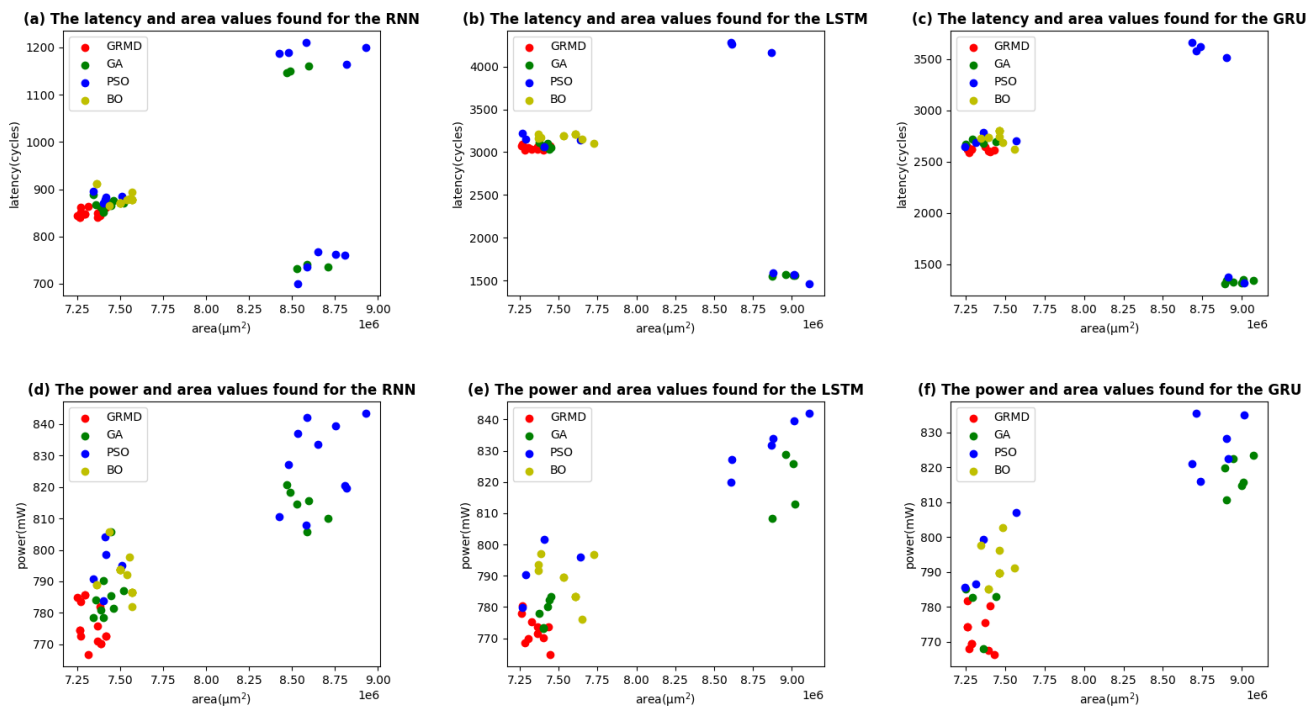 (a) The latency and area values found for the RNN
latency(cycles)
1200
1100
1000
900
800
700
GRMD
GA
PSO
BO
7.25 7.50 7.75 8.00 8.25 8.50 8.75 9.00
1e6
area(μm²)
(b) The latency and area values found for the LSTM
latency(cycles)
4000
3500
3000
2500
2000
1500
GRMD
GA
PSO
BO
7.25 7.50 7.75 8.00 8.25 8.50 8.75 9.00
1e6
area(μm²)
(c) The latency and area values found for the GRU
latency(cycles)
3500
3000
2500
2000
1500
GRMD
GA
PSO
BO
7.25 7.50 7.75 8.00 8.25 8.50 8.75 9.00
1e6
area(μm²)
(d) The power and area values found for the RNN
power(mW)
840
830
820
810
800
790
780
770
GRMD
GA
PSO
BO
7.25 7.50 7.75 8.00 8.25 8.50 8.75 9.00
1e6
area(μm²)
(e) The power and area values found for the LSTM
power(mW)
840
830
820
810
800
790
780
770
GRMD
GA
PSO
BO
7.25 7.50 7.75 8.00 8.25 8.50 8.75 9.00
1e6
area(μm²)
(f) The power and area values found for the GRU
power(mW)
830
820
810
800
790
780
770
GRMD
GA
PSO
BO
7.25 7.50 7.75 8.00 8.25 8.50 8.75 9.00
1e6
area(μm²)